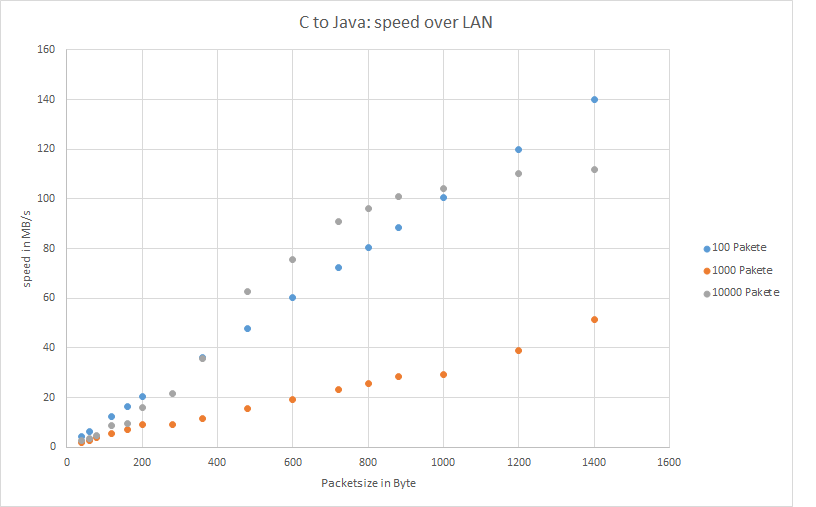 C to Java: speed over LAN
160
140
120
100
80
60
40
20
0
speed in MB/s
0 200 400 600 800 1000 1200 1400 1600
Packetsize in Byte
100 Pakete
1000 Pakete
10000 Pakete